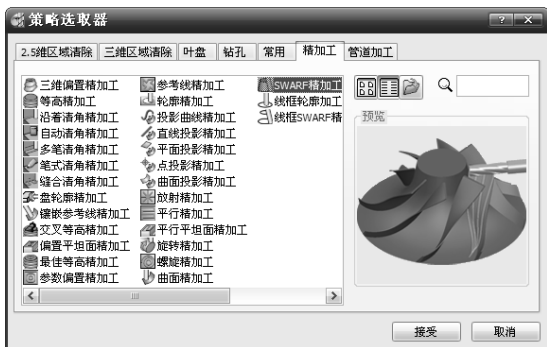 策略选取器
2.5维区域清除 三维区域清除 叶盘 钻孔 常用 精加工 管道加工
三维偏置精加工
等高精加工
沿着清角精加工
自动清角精加工
多笔清角精加工
笔式清角精加工
缝合清角精加工
盘轮廓精加工
镶嵌参考线精加工
交叉等高精加工
偏置平坦面精加工
最佳等高精加工
参数偏置精加工
参考线精加工
轮廓精加工
投影曲线精加工
直线投影精加工
平面投影精加工
点投影精加工
曲面投影精加工
放射精加工
平行精加工
平行平坦面精加工
旋转精加工
螺旋精加工
曲面精加工
SWARF精加工
线框轮廓加工
线框SWARF精
预览
接受 取消